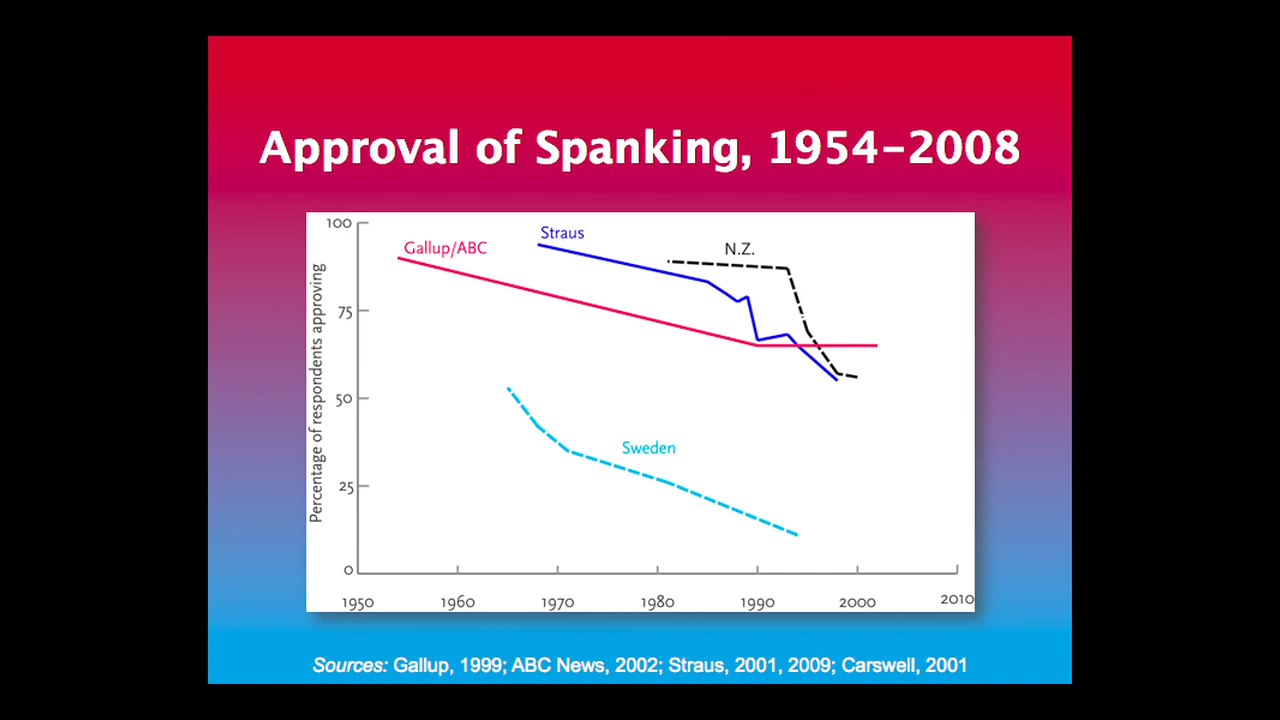 Approval of Spanking, 1954–2008
100
75
50
25
0
Percentage of respondents approving
Gallup/ABC
Straus
N.Z.
Sweden
1950 1960 1970 1980 1990 2000 2010
Sources: Gallup, 1999; ABC News, 2002; Straus, 2001, 2009; Carswell, 2001